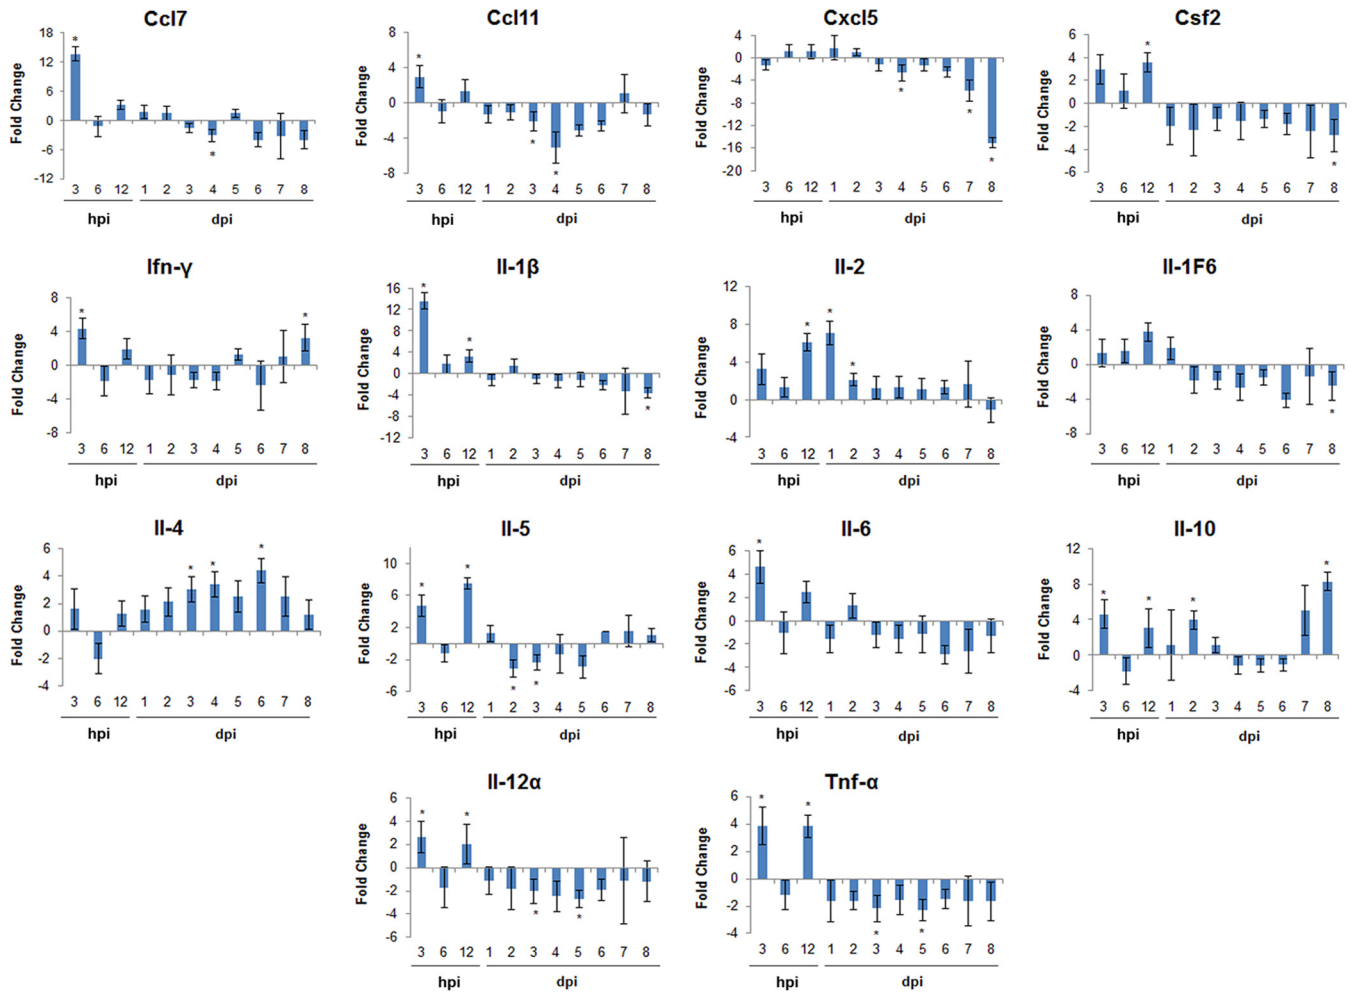 Ccl7
Ccl11
Cxcl5
Csf2
Fold Change
18
12
6
0
-6
-12
*
*
3 6 12 1 2 3 4 5 6 7 8
hpi dpi
Fold Change
8
4
0
-4
-8
*
*
*
3 6 12 1 2 3 4 5 6 7 8
hpi dpi
Fold Change
4
0
-4
-8
-12
-16
-20
*
*
*
3 6 12 1 2 3 4 5 6 7 8
hpi dpi
Fold Change
6
4
2
0
-2
-4
-6
*
*
3 6 12 1 2 3 4 5 6 7 8
hpi dpi
Ifn-γ
Il-1β
Il-2
Il-1F6
Fold Change
8
4
0
-4
-8
*
*
3 6 12 1 2 3 4 5 6 7 8
hpi dpi
Fold Change
16
12
8
4
0
-4
-8
-12
*
*
*
3 6 12 1 2 3 4 5 6 7 8
hpi dpi
Fold Change
12
8
4
0
-4
*
*
*
3 6 12 1 2 3 4 5 6 7 8
hpi dpi
Fold Change
8
4
0
-4
-8
*
3 6 12 1 2 3 4 5 6 7 8
hpi dpi
Il-4
Il-5
Il-6
Il-10
Fold Change
6
4
2
0
-2
-4
*
*
*
3 6 12 1 2 3 4 5 6 7 8
hpi dpi
Fold Change
10
6
2
-2
-6
*
*
*
*
3 6 12 1 2 3 4 5 6 7 8
hpi dpi
Fold Change
6
4
2
0
-2
-4
-6
*
3 6 12 1 2 3 4 5 6 7 8
hpi dpi
Fold Change
12
8
4
0
-4
*
*
*
*
3 6 12 1 2 3 4 5 6 7 8
hpi dpi
Il-12α
Tnf-α
Fold Change
6
4
2
0
-2
-4
-6
*
*
*
*
3 6 12 1 2 3 4 5 6 7 8
hpi dpi
Fold Change
6
4
2
0
-2
-4
*
*
*
*
3 6 12 1 2 3 4 5 6 7 8
hpi dpi